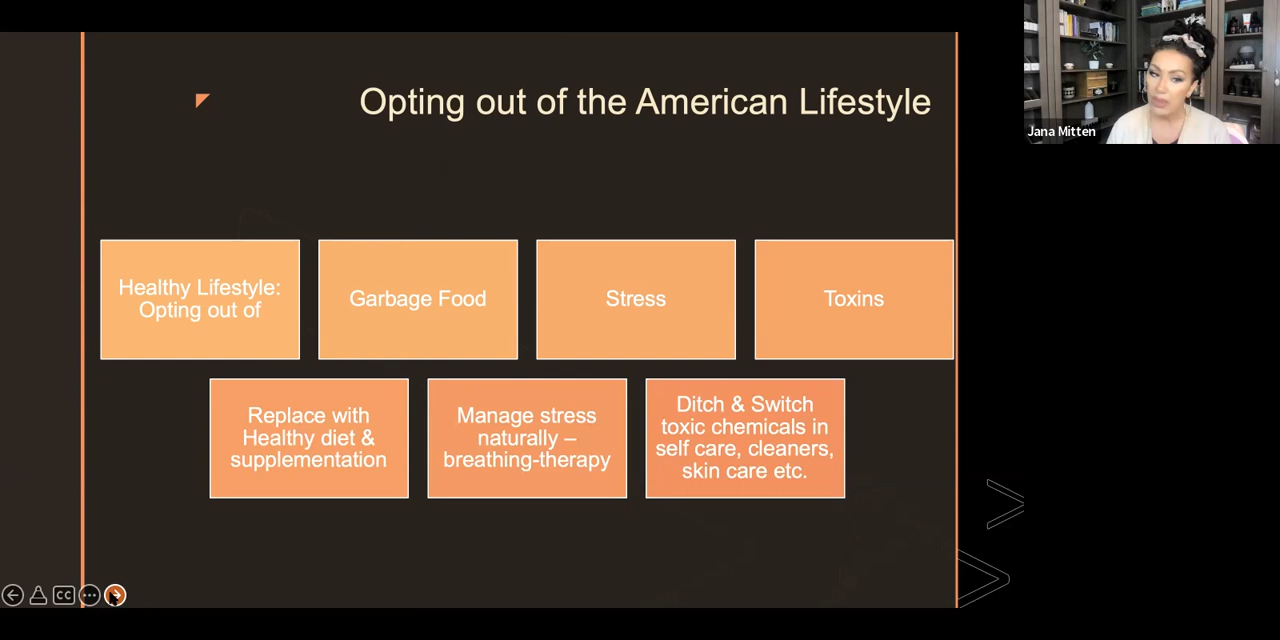 Opting out of the American Lifestyle
Healthy Lifestyle:
Opting out of
Garbage Food
Stress
Toxins
Replace with
Healthy diet &
supplementation
Manage stress
naturally –
breathing-therapy
Ditch & Switch
toxic chemicals in
self care, cleaners,
skin care etc.
CC
Jana Mitten